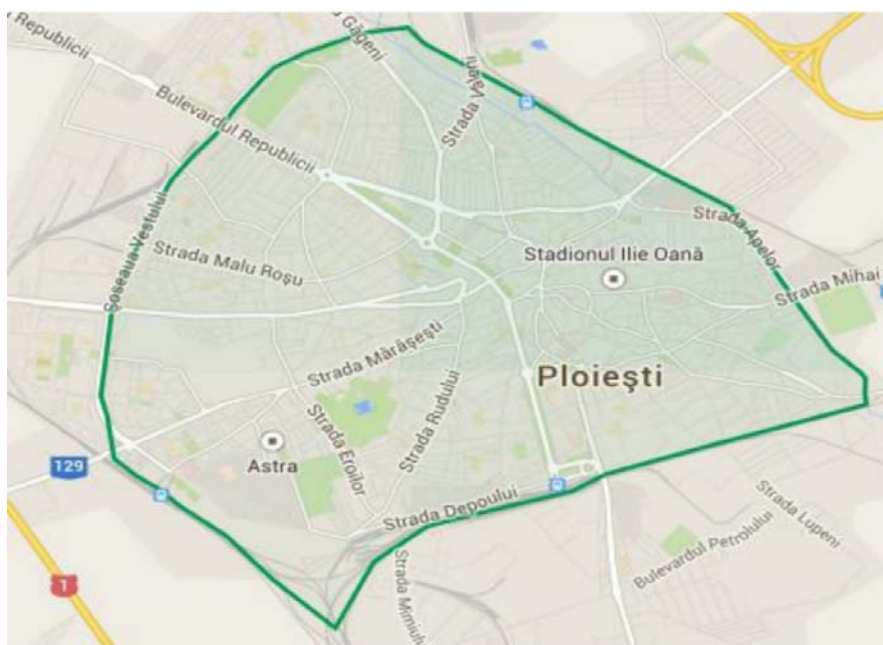 Republicii
Găgeni
Strada Văleni
Bulevardul Republicii
Strada Apelor
Șoseaua Vestului
Strada Malu Roșu
Stadionul Ilie Oană
Strada Mihai
Strada Mărășești
Ploiești
Strada Rudului
Strada Eroilor
129
Astra
Strada Depoului
Strada Lupeni
Bulevardul Petrolului
Strada Mimiului
1